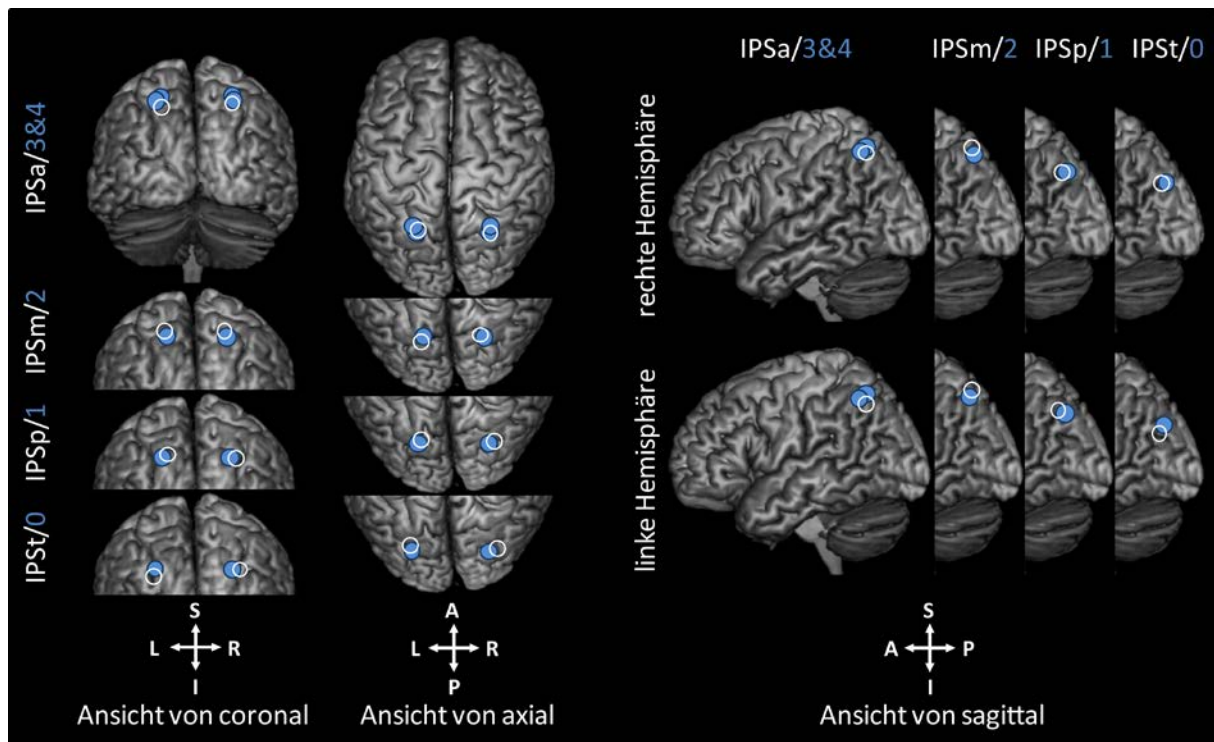 IPSa/3&4
IPSm/2
IPSp/1
IPSt/0
S
L R
I
Ansicht von coronal
A
L R
P
Ansicht von axial
IPSa/3&4 IPSm/2 IPSp/1 IPSt/0
rechte Hemisphäre
linke Hemisphäre
S
A P
I
Ansicht von sagittal